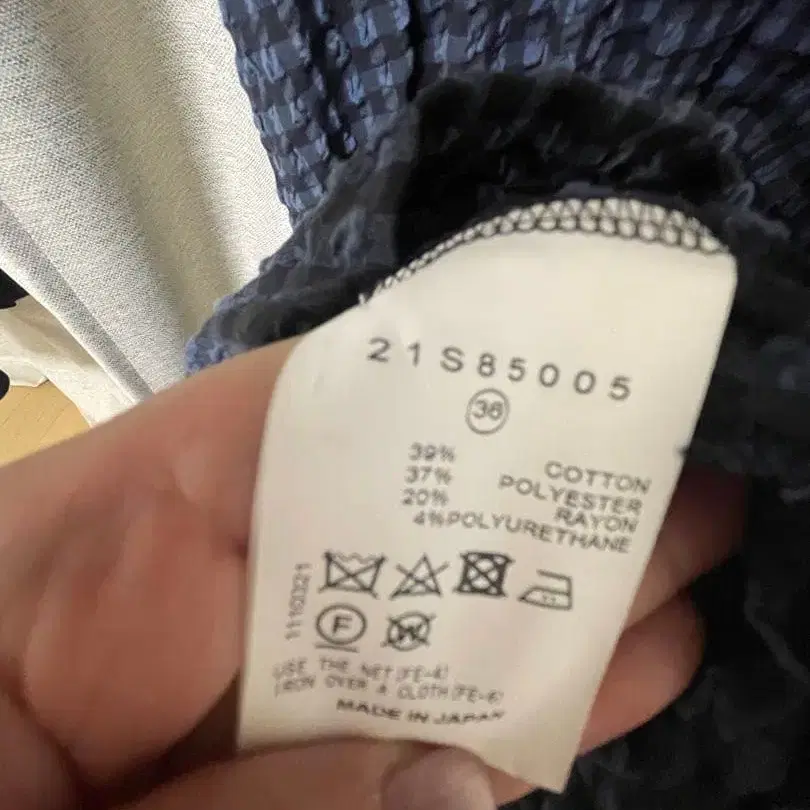 21S85005
36
39% COTTON
37% POLYESTER
20% RAYON
4% POLYURETHANE
1110321
F
W
USE THE NET(FE-4)
IRON OVER A CLOTH(FE-6)
MADE IN JAPAN